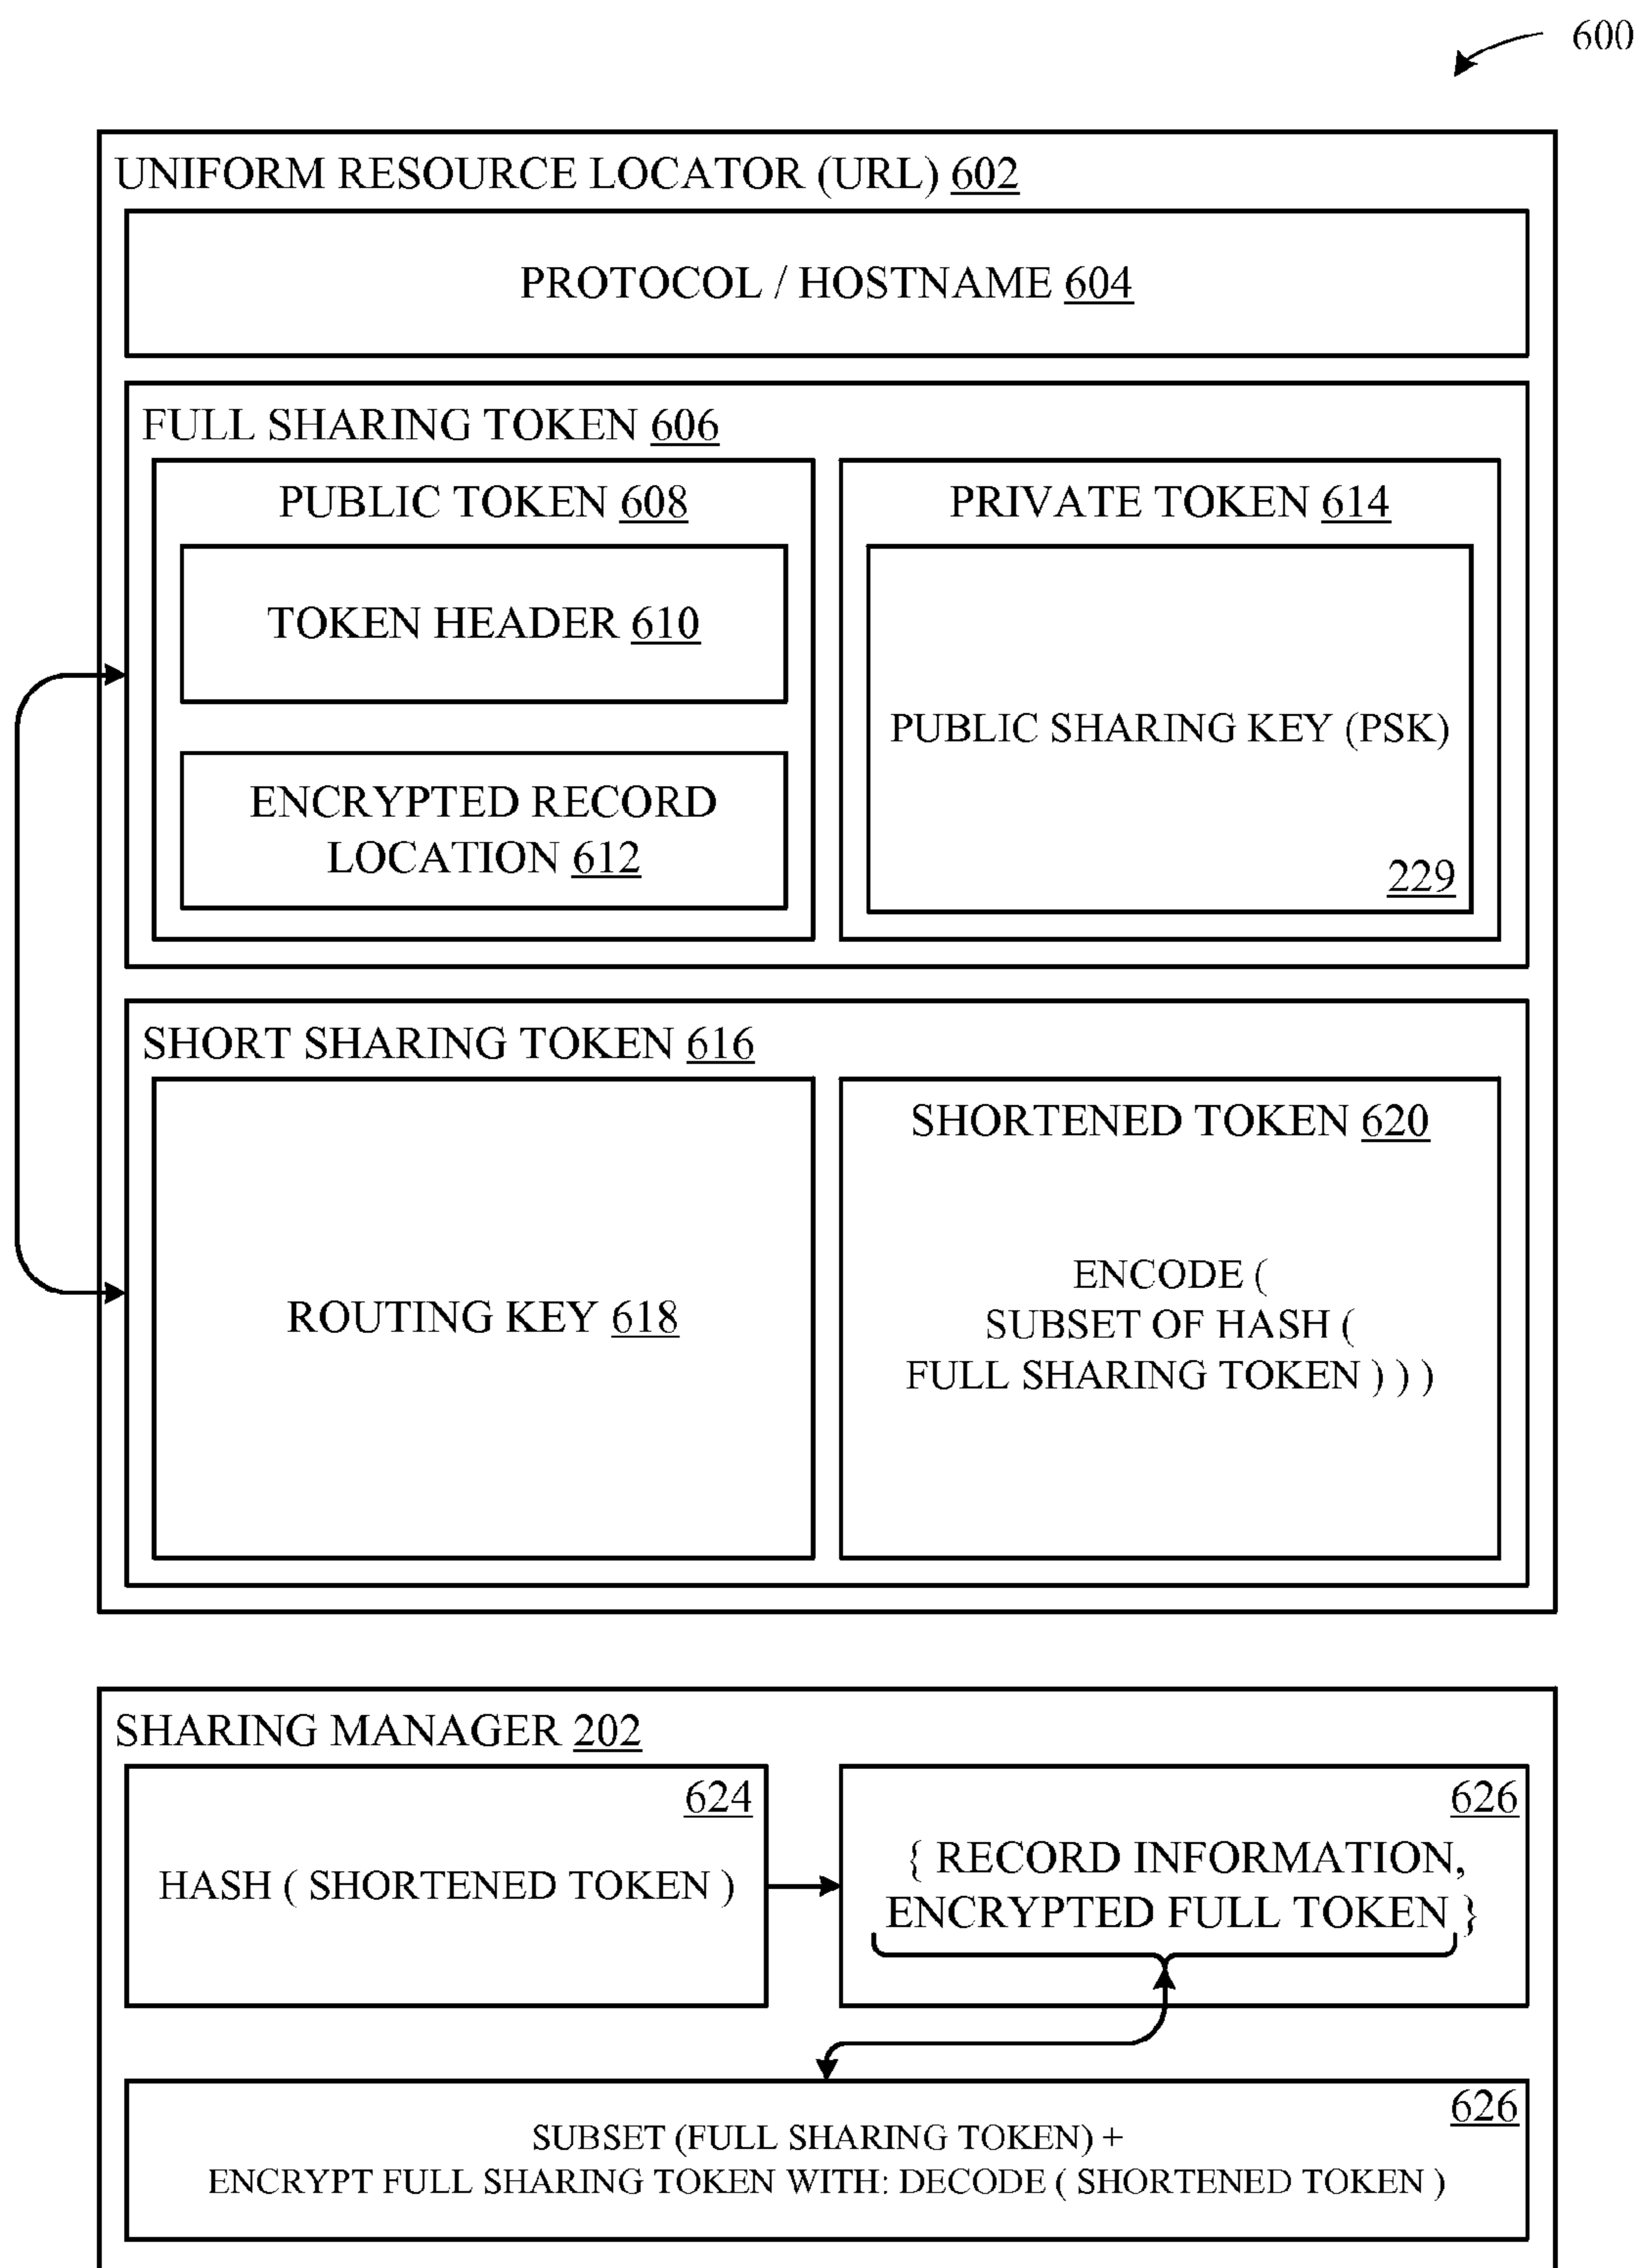 600
UNIFORM RESOURCE LOCATOR (URL) 602
PROTOCOL / HOSTNAME 604
FULL SHARING TOKEN 606
PUBLIC TOKEN 608
TOKEN HEADER 610
ENCRYPTED RECORD
LOCATION 612
PRIVATE TOKEN 614
PUBLIC SHARING KEY (PSK)
229
SHORT SHARING TOKEN 616
ROUTING KEY 618
SHORTENED TOKEN 620
ENCODE (
SUBSET OF HASH (
FULL SHARING TOKEN ) ) )
SHARING MANAGER 202
624
HASH ( SHORTENED TOKEN )
626
{ RECORD INFORMATION,
ENCRYPTED FULL TOKEN }
626
SUBSET (FULL SHARING TOKEN) +
ENCRYPT FULL SHARING TOKEN WITH: DECODE ( SHORTENED TOKEN )